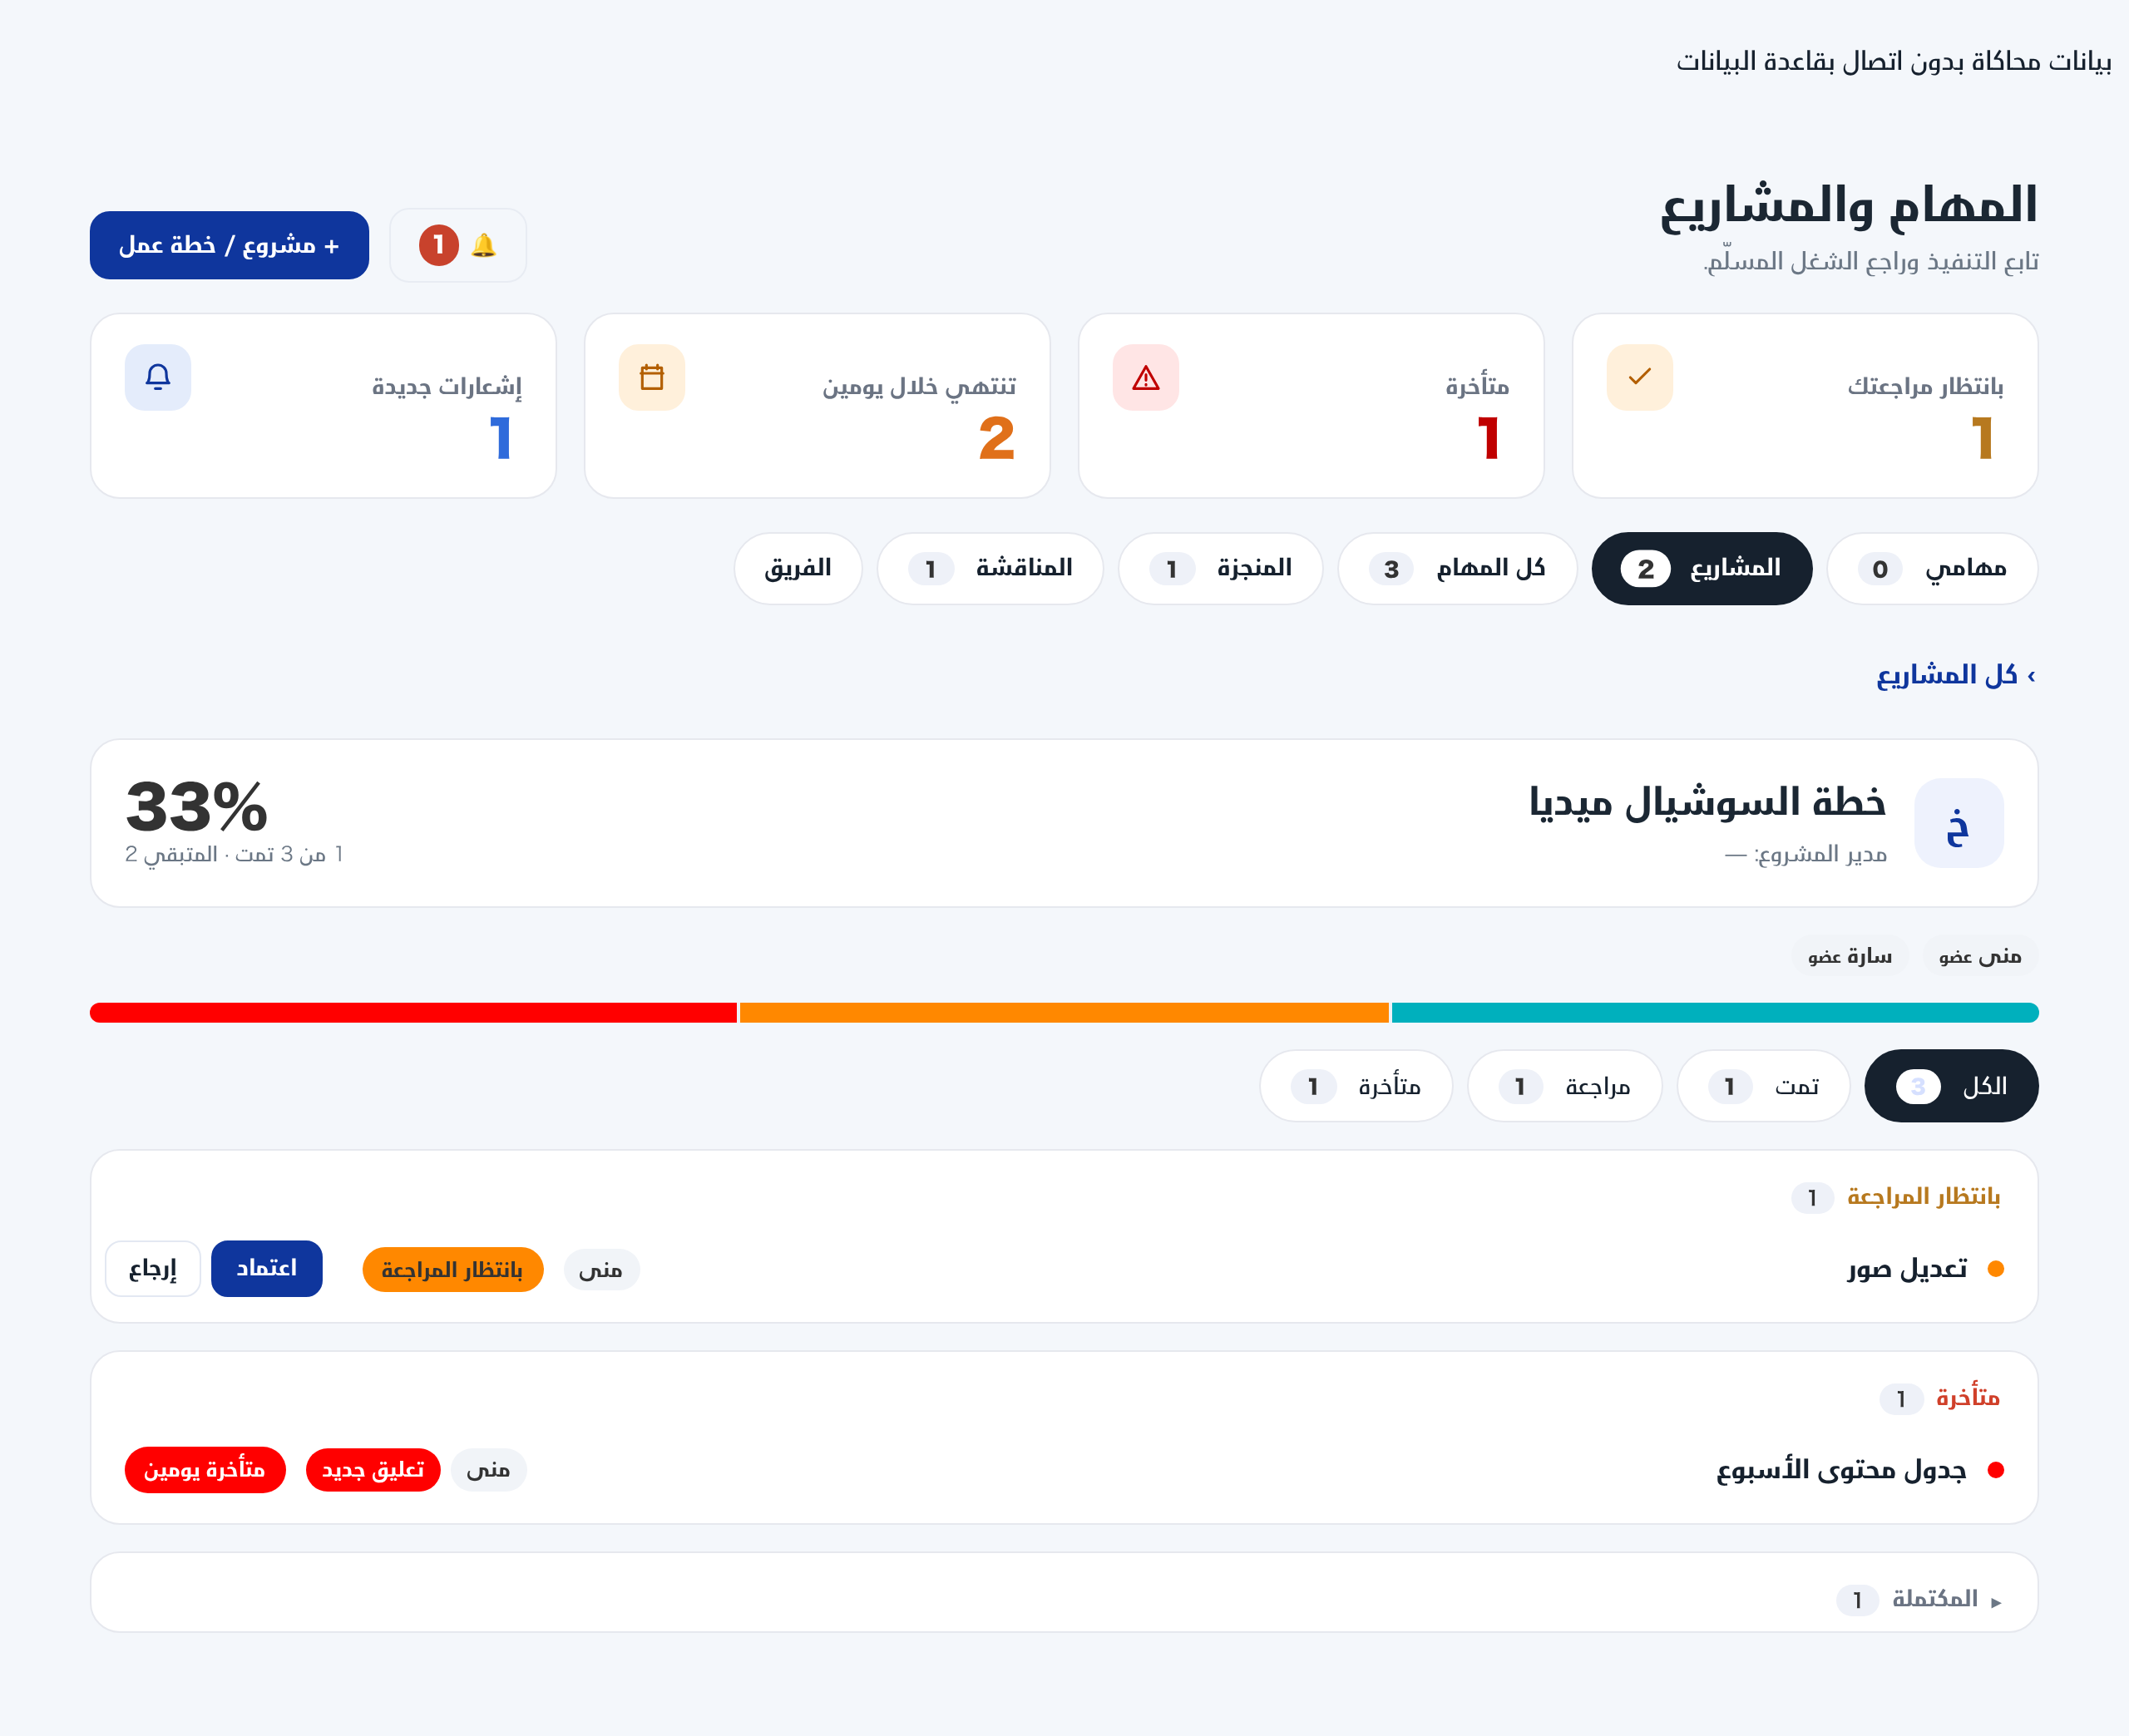 بيانات محاكاة بدون اتصال بقاعدة البيانات
المهام والمشاريع
تابع التنفيذ وراجع الشغل المسلّم.
🔔 1
+ مشروع / خطة عمل
بانتظار مراجعتك
1
متأخرة
1
تنتهي خلال يومين
2
إشعارات جديدة
1
مهامي 0
المشاريع 2
كل المهام 3
المنجزة 1
المناقشة 1
الفريق
› كل المشاريع
خ
خطة السوشيال ميديا
مدير المشروع: —
33%
1 من 3 تمت · المتبقي 2
منى عضو
سارة عضو
الكل 3
تمت 1
مراجعة 1
متأخرة 1
بانتظار المراجعة 1
تعديل صور
منى
بانتظار المراجعة
اعتماد
إرجاع
متأخرة 1
جدول محتوى الأسبوع
منى
تعليق جديد
متأخرة يومين
▸ المكتملة 1